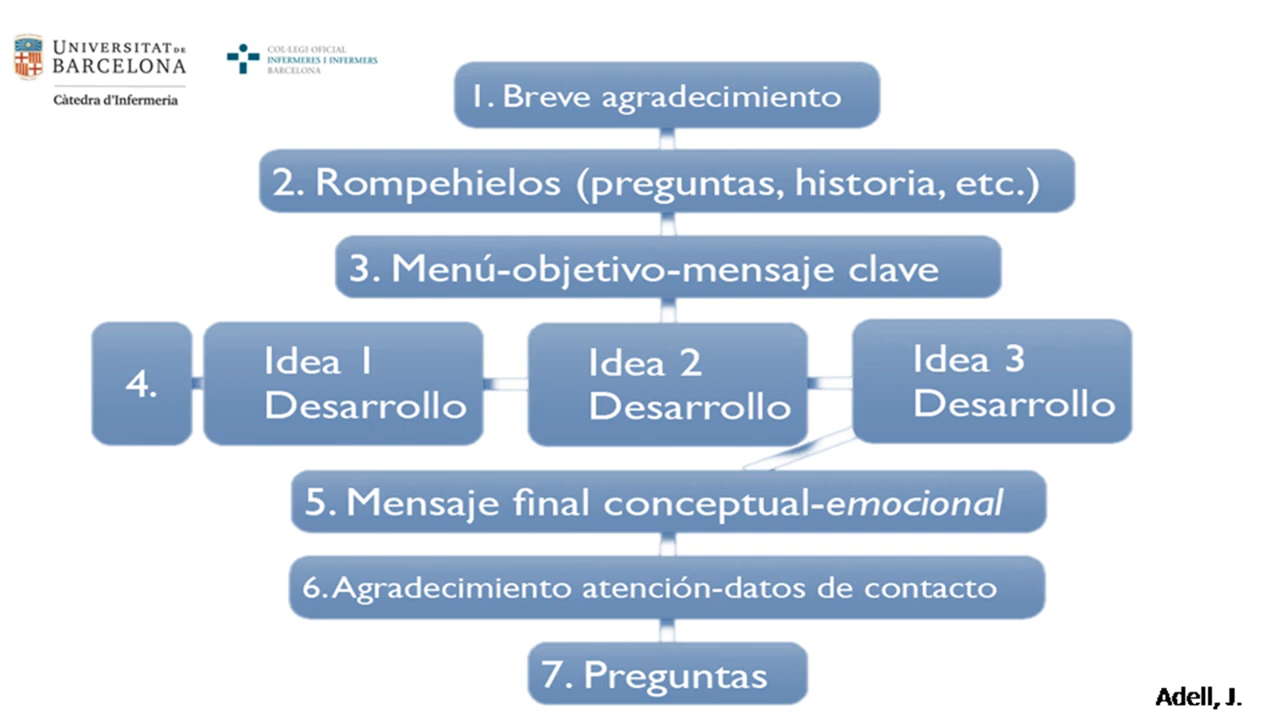 UNIVERSITAT DE
BARCELONA
Càtedra d'Infermeria
COL·LEGI OFICIAL
INFERMERES I INFERMERS
BARCELONA
1. Breve agradecimiento
2. Rompehielos (preguntas, historia, etc.)
3. Menú-objetivo-mensaje clave
4.
Idea 1
Desarrollo
Idea 2
Desarrollo
Idea 3
Desarrollo
5. Mensaje final conceptual-emocional
6. Agradecimiento atención-datos de contacto
7. Preguntas
Adell, J.